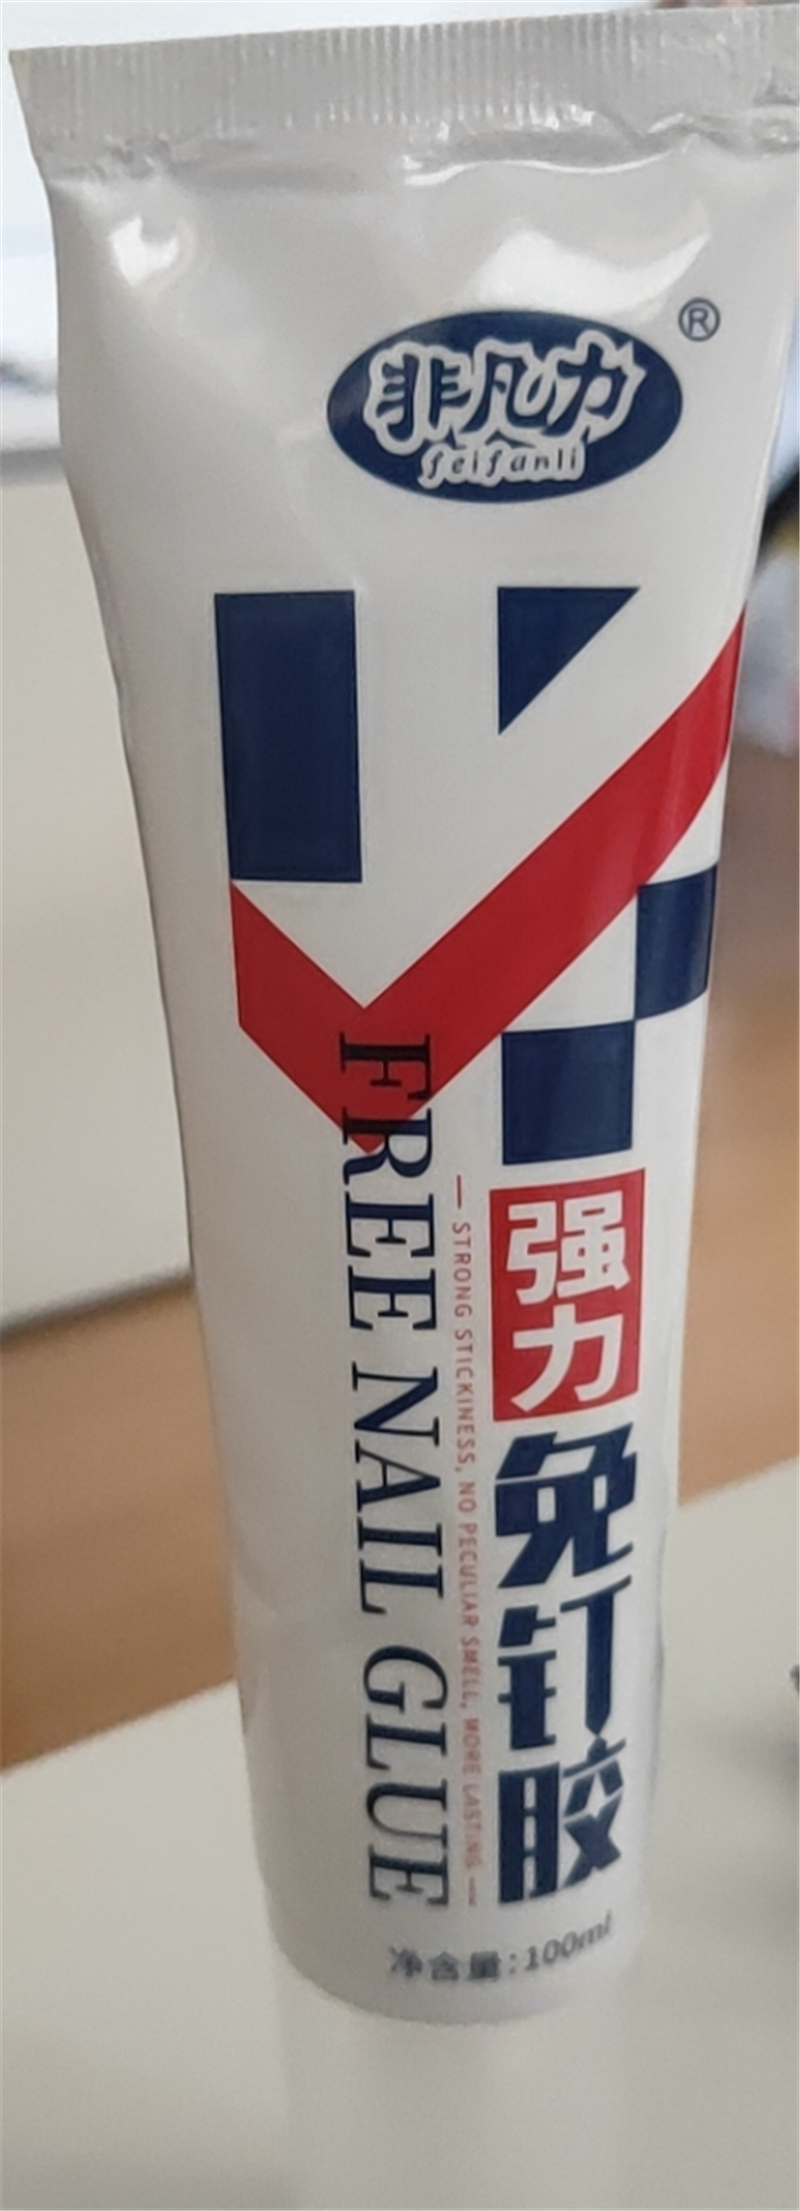 非凡力®
feifanli
强力
免钉胶
— STRONG STICKINESS, NO PECULIAR SMELL, MORE LASTING —
FREE NAIL GLUE
净含量:100ml